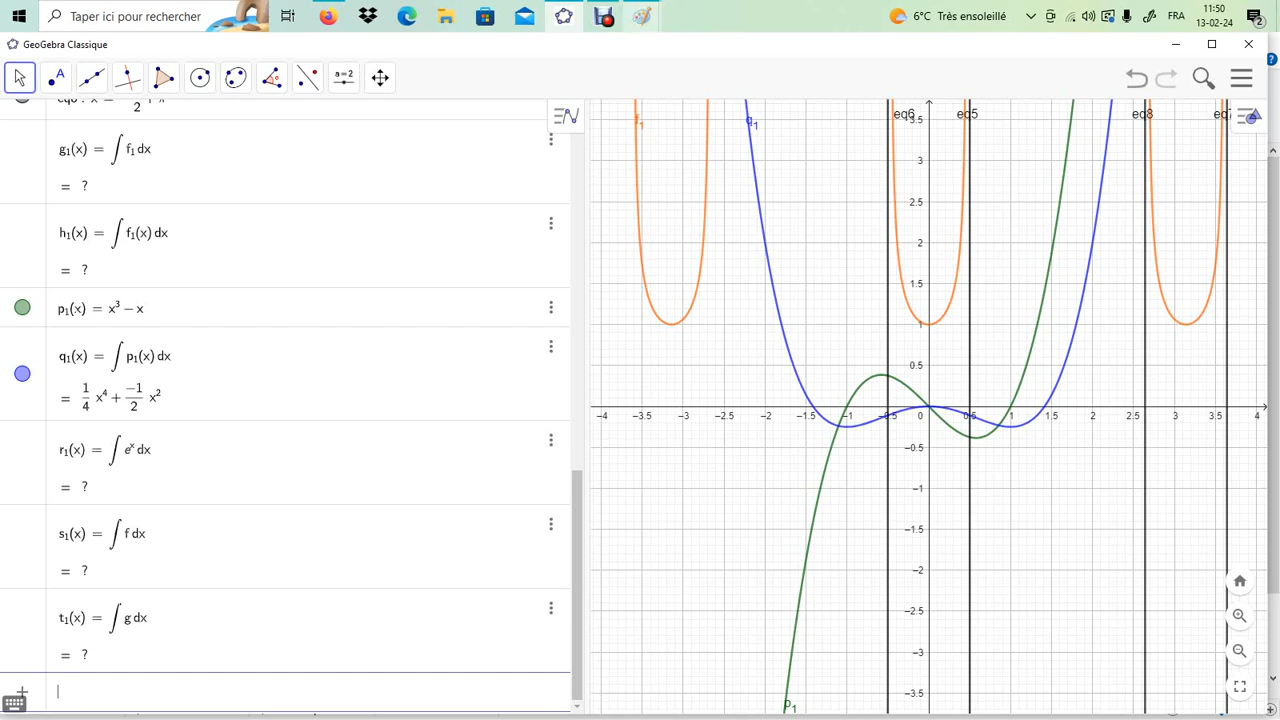 Taper ici pour rechercher
6°C Très ensoleillé
FRA
11:50
13-02-24
2
GeoGebra Classique
A
a=2
2
g₁(x) = ∫ f₁ dx
= ?
h₁(x) = ∫ f₁(x) dx
= ?
p₁(x) = x³ − x
q₁(x) = ∫ p₁(x) dx
= 1/4 x⁴ + −1/2 x²
r₁(x) = ∫ eˣ dx
= ?
s₁(x) = ∫ f dx
= ?
t₁(x) = ∫ g dx
= ?
f₁
q₁
eq6
eq5
eq8
3.5
3
2.5
2
1.5
1
0.5
−4 −3.5 −3 −2.5 −2 −1.5 −1 −0.5 0 0.5 1 1.5 2 2.5 3 3.5 4
−0.5
−1
−1.5
−2
−2.5
−3
−3.5
p₁